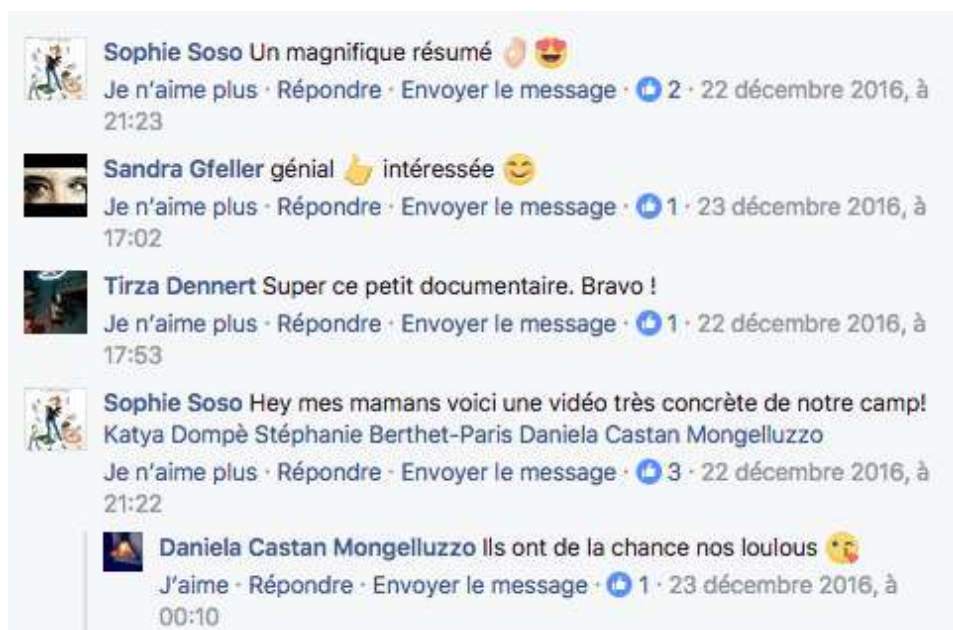 Sophie Soso Un magnifique résumé 👌 😍
Je n'aime plus · Répondre · Envoyer le message · 2 · 22 décembre 2016, à
21:23
Sandra Gfeller génial 👍 intéressée 😊
Je n'aime plus · Répondre · Envoyer le message · 1 · 23 décembre 2016, à
17:02
Tirza Dennert Super ce petit documentaire. Bravo !
Je n'aime plus · Répondre · Envoyer le message · 1 · 22 décembre 2016, à
17:53
Sophie Soso Hey mes mamans voici une vidéo très concrète de notre camp!
Katya Dompè Stéphanie Berthet-Paris Daniela Castan Mongelluzzo
Je n'aime plus · Répondre · Envoyer le message · 3 · 22 décembre 2016, à
21:22
Daniela Castan Mongelluzzo Ils ont de la chance nos loulous 😘
J'aime · Répondre · Envoyer le message · 1 · 23 décembre 2016, à
00:10